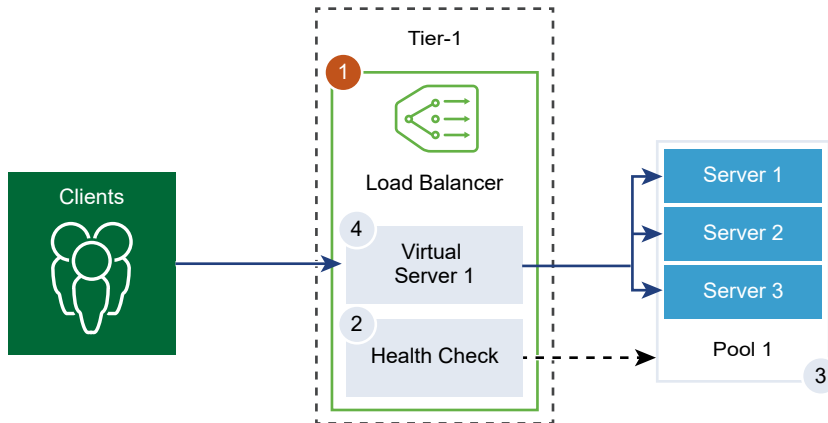 Tier-1
1
Load Balancer
Clients
4
Virtual
Server 1
2
Health Check
Server 1
Server 2
Server 3
Pool 1
3